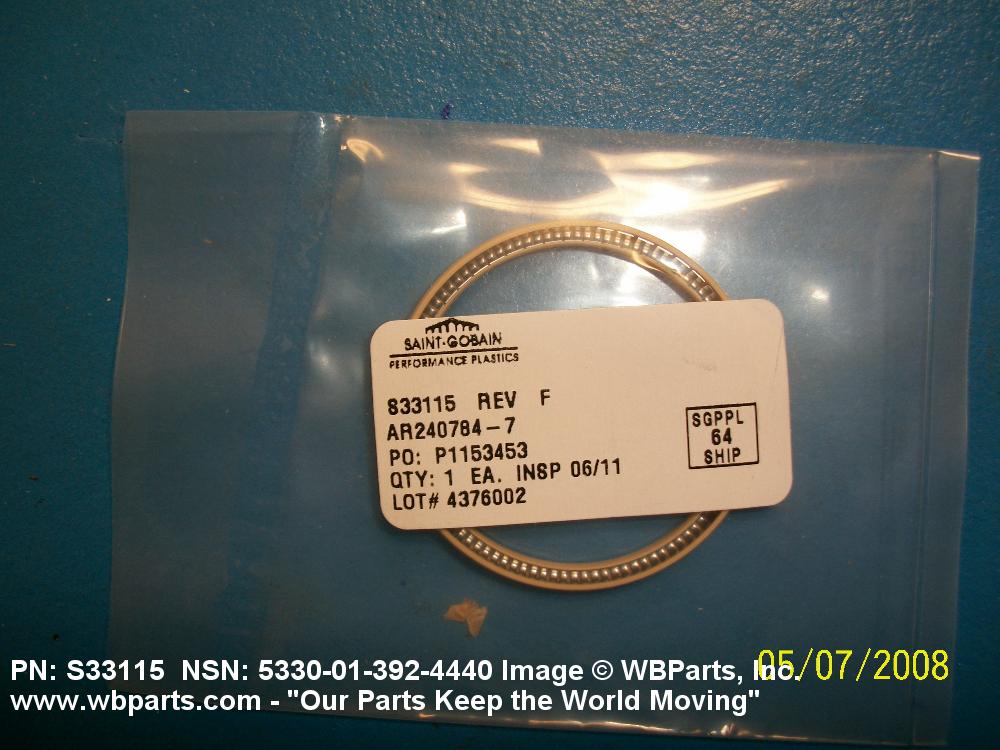 SAINT-GOBAIN
PERFORMANCE PLASTICS
S33115 REV F
AR240784-7
PO: P1153453
QTY: 1 EA. INSP 06/11
LOT# 4376002
SGPPL
64
SHIP
PN: S33115 NSN: 5330-01-392-4440 Image © WBParts, Inc.
05/07/2008
www.wbparts.com - "Our Parts Keep the World Moving"